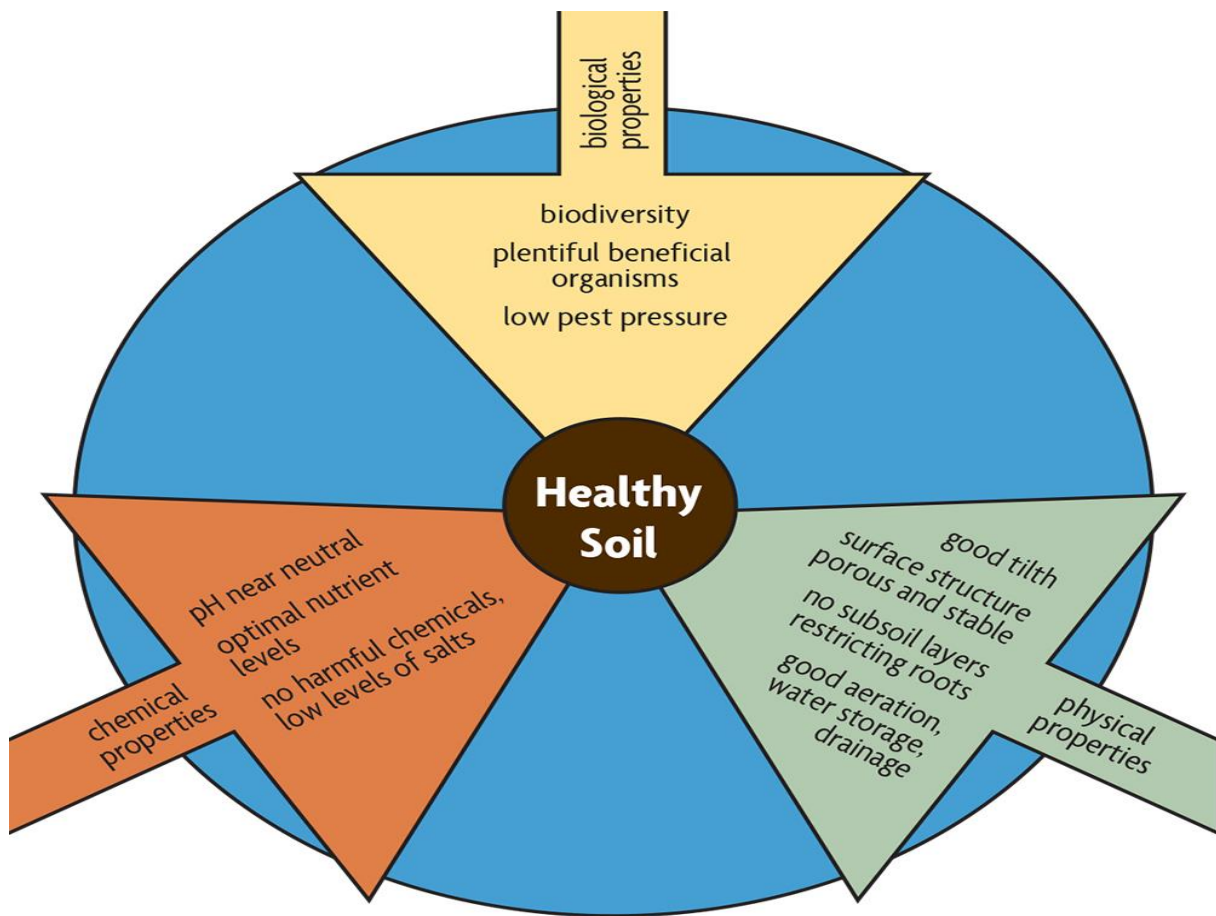 biological
properties
biodiversity
plentiful beneficial
organisms
low pest pressure
Healthy
Soil
pH near neutral
optimal nutrient
levels
no harmful chemicals,
low levels of salts
chemical
properties
good tilth
surface structure
porous and stable
no subsoil layers
restricting roots
good aeration,
water storage,
drainage
physical
properties